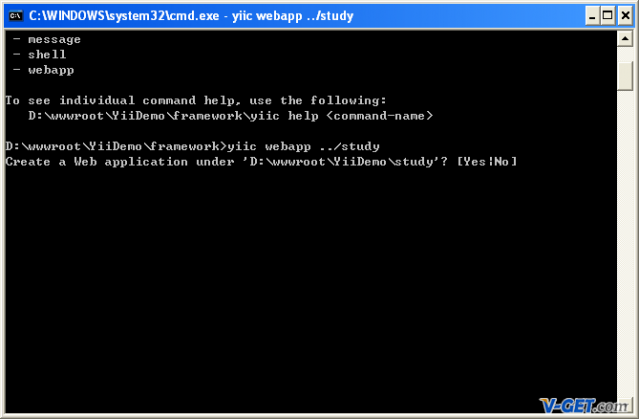 C:\WINDOWS\system32\cmd.exe - yiic webapp ../study
- message
- shell
- webapp
To see individual command help, use the following:
D:\wwwroot\YiiDemo\framework\yiic help <command-name>
D:\wwwroot\YiiDemo\framework>yiic webapp ../study
Create a Web application under 'D:\wwwroot\YiiDemo\study'? [Yes|No]
V-GET.com